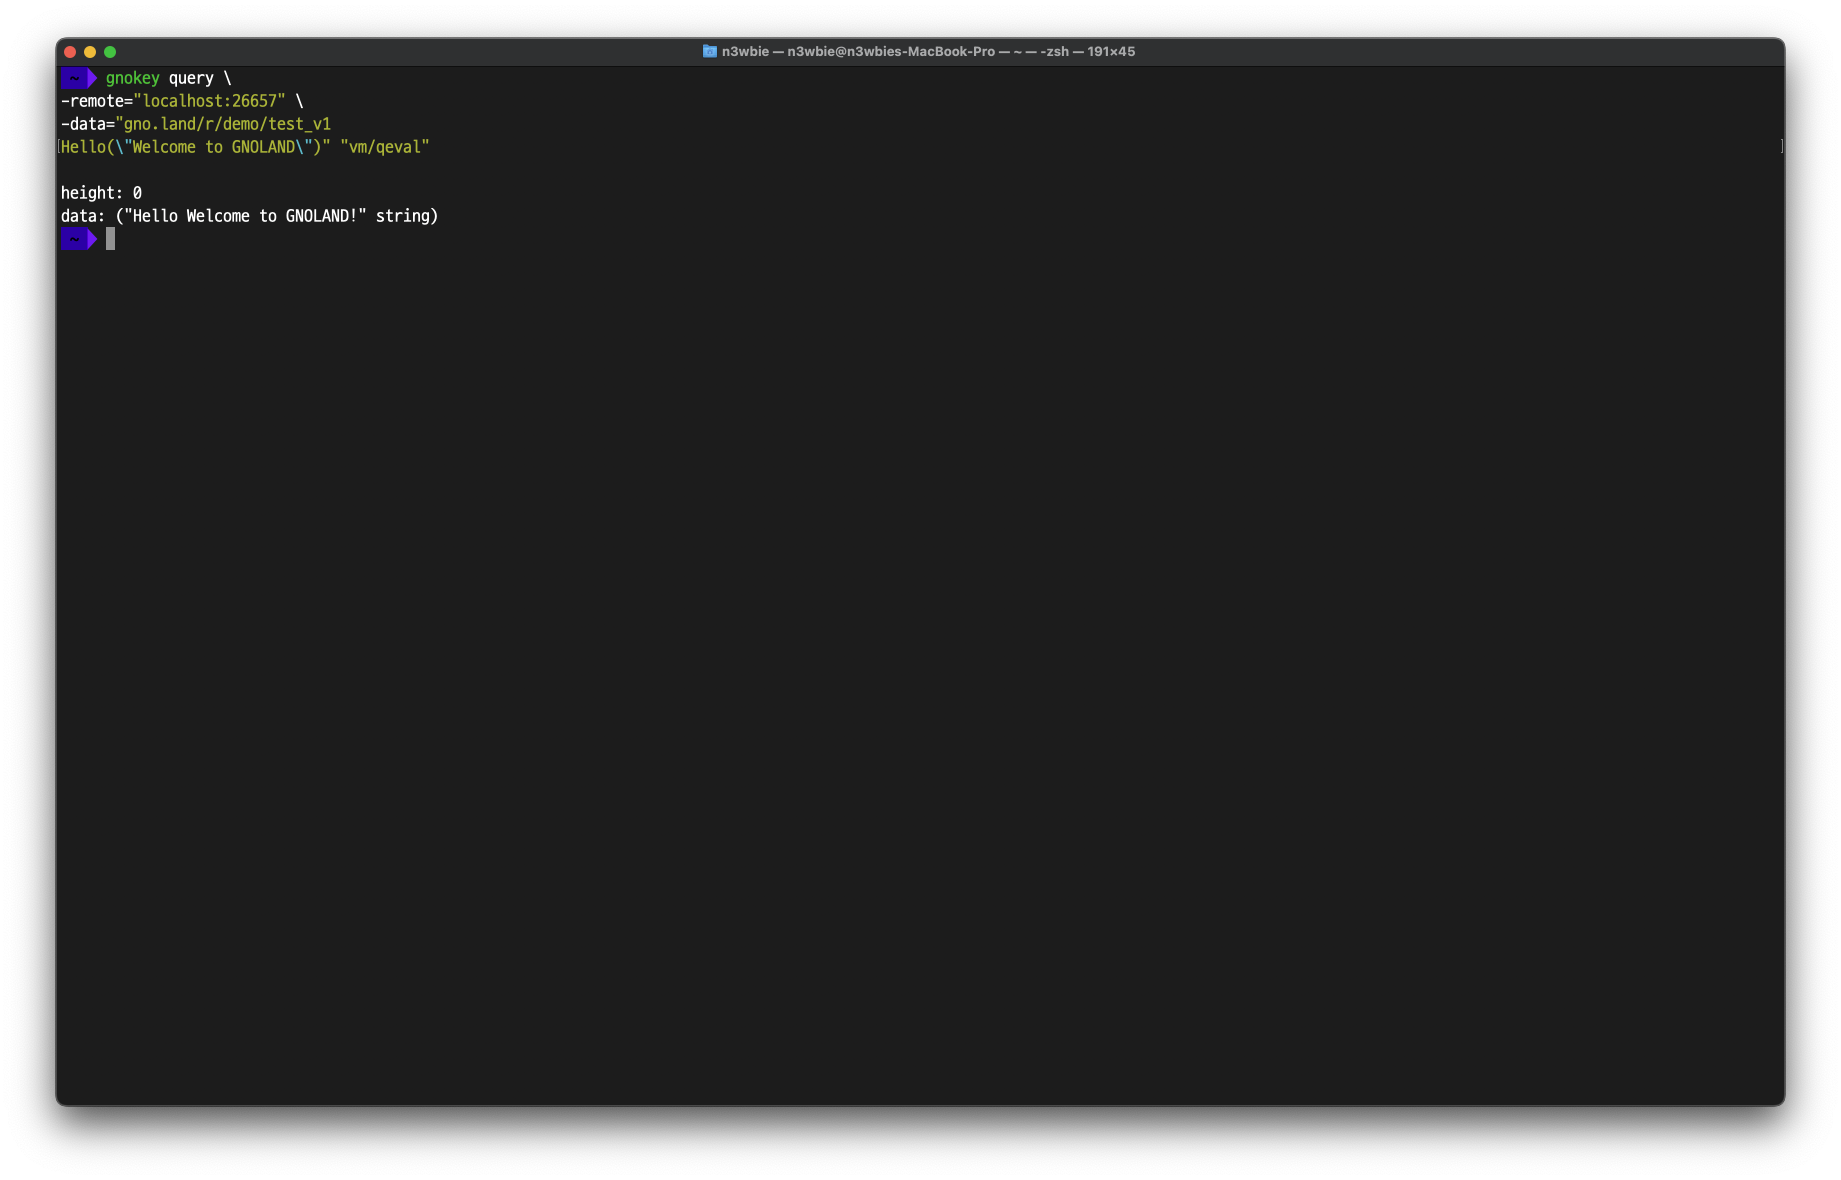 n3wbie — n3wbie@n3wbies-MacBook-Pro — ~ — -zsh — 191×45
~ gnokey query \
-remote="localhost:26657" \
-data="gno.land/r/demo/test_v1
Hello(\"Welcome to GNOLAND\")" "vm/qeval"
height: 0
data: ("Hello Welcome to GNOLAND!" string)
~